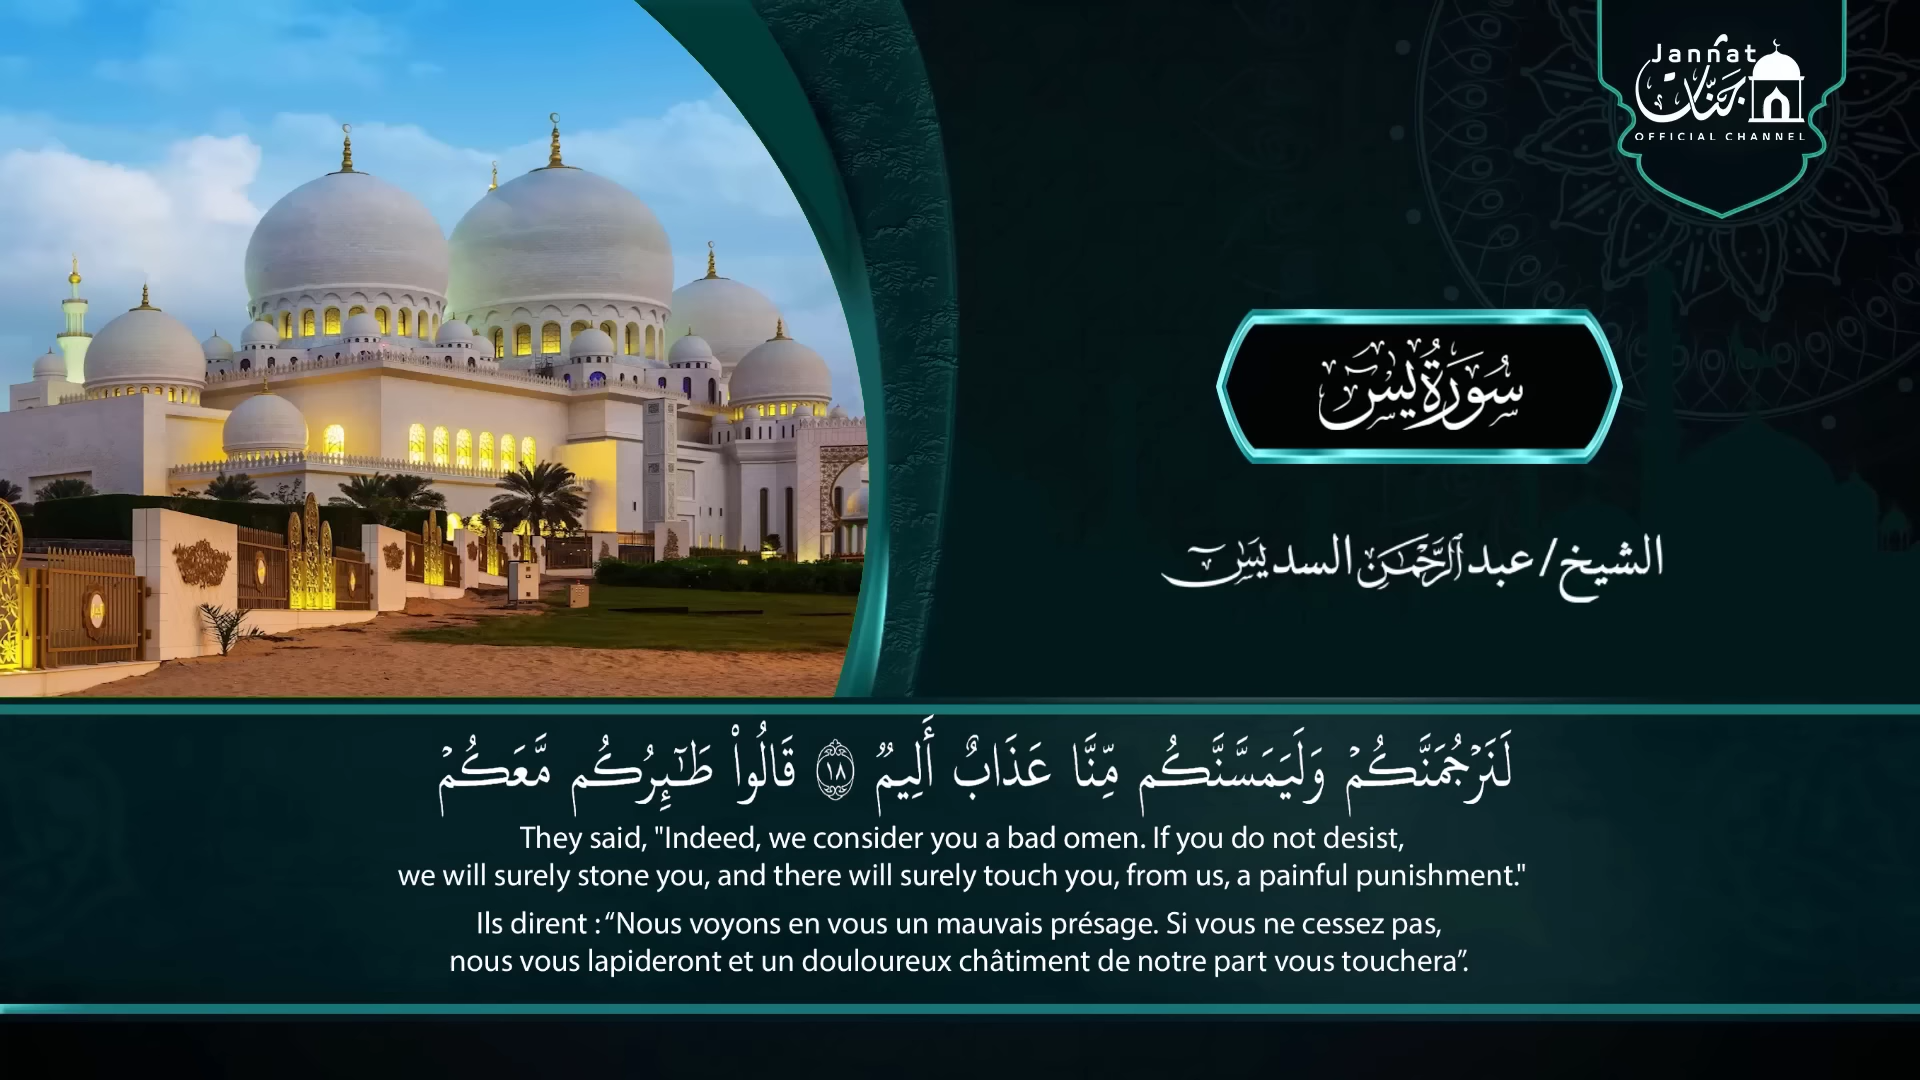 Jannat
جنات
OFFICIAL CHANNEL
سُورَةُ يسٓ
الشيخ / عبد الرَّحْمَٰن السديسٓ
لَنَرْجُمَنَّكُمْ وَلَيَمَسَّنَّكُم مِّنَّا عَذَابٌ أَلِيمٌ ١٨ قَالُوا۟ طَـٰٓئِرُكُم مَّعَكُمْ
They said, "Indeed, we consider you a bad omen. If you do not desist,
we will surely stone you, and there will surely touch you, from us, a painful punishment."
Ils dirent : “Nous voyons en vous un mauvais présage. Si vous ne cessez pas,
nous vous lapideront et un douloureux châtiment de notre part vous touchera”.